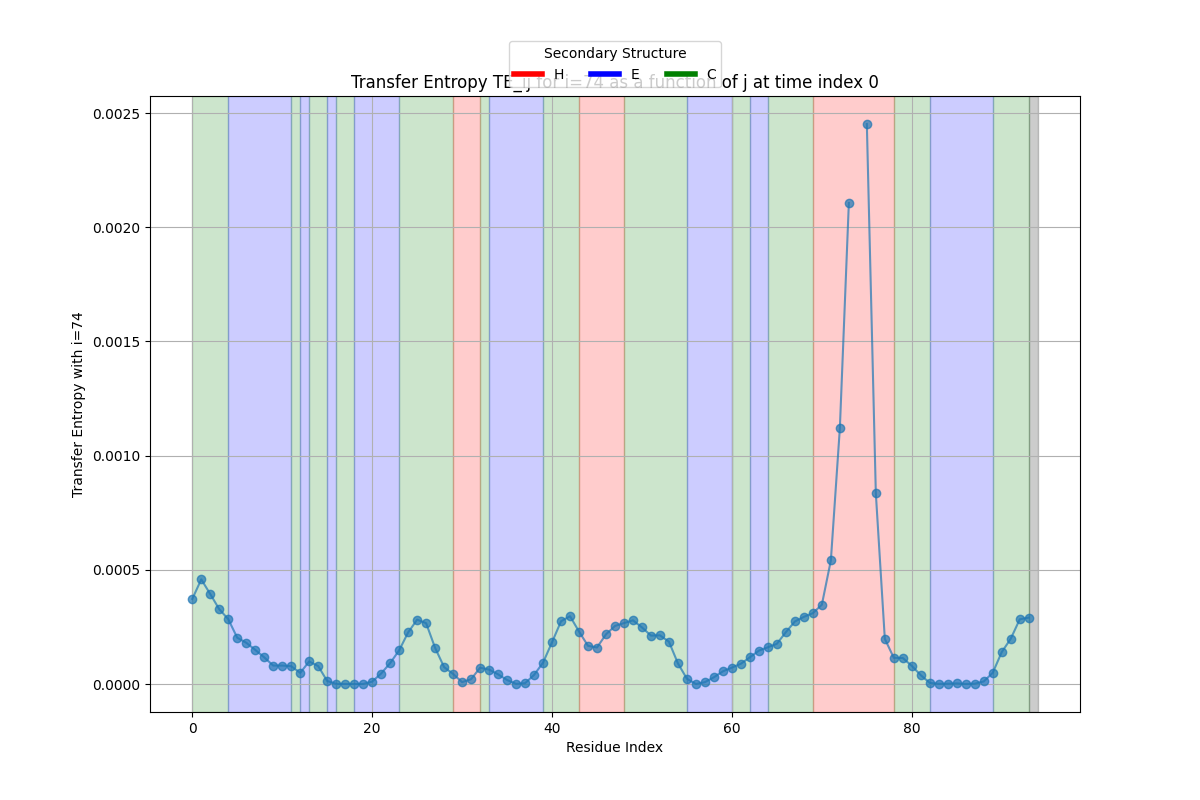 Secondary Structure
H E C
Transfer Entropy TE_ij for i=74 as a function of j at time index 0
Transfer Entropy with i=74
0.0025
0.0020
0.0015
0.0010
0.0005
0.0000
0 20 40 60 80
Residue Index